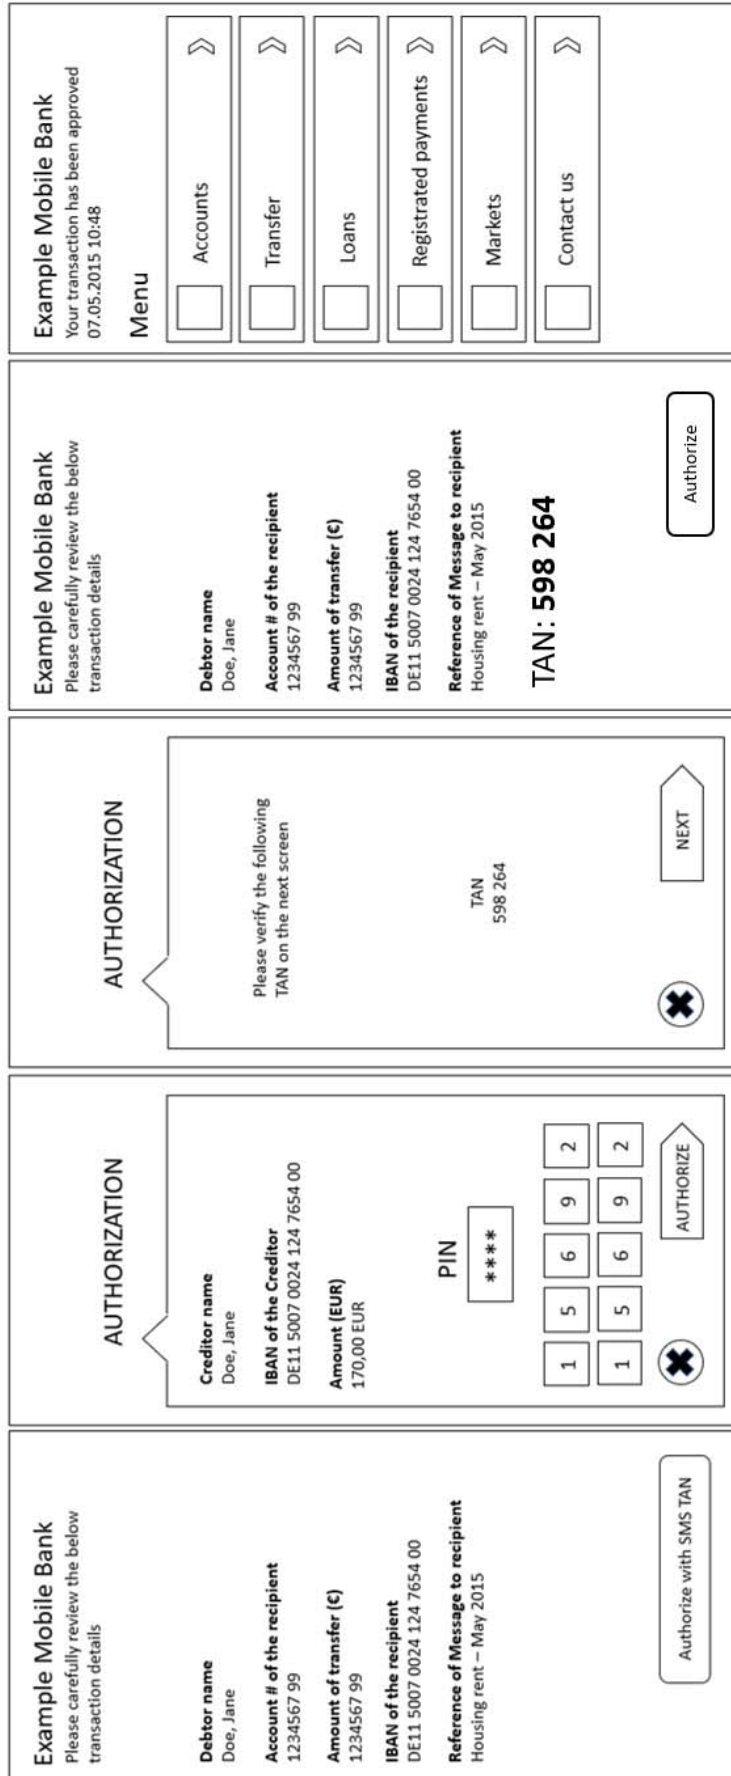 Example Mobile Bank
Please carefully review the below
transaction details
Debtor name
Doe, Jane
Account # of the recipient
1234567 99
Amount of transfer (€)
1234567 99
IBAN of the recipient
DE11 5007 0024 124 7654 00
Reference of Message to recipient
Housing rent – May 2015
Authorize with SMS TAN
AUTHORIZATION
Creditor name
Doe, Jane
IBAN of the Creditor
DE11 5007 0024 124 7654 00
Amount (EUR)
170,00 EUR
PIN
****
1 5 6 9 2
1 5 6 9 2
AUTHORIZE
AUTHORIZATION
Please verify the following
TAN on the next screen
TAN
598 264
NEXT
Example Mobile Bank
Please carefully review the below
transaction details
Debtor name
Doe, Jane
Account # of the recipient
1234567 99
Amount of transfer (€)
1234567 99
IBAN of the recipient
DE11 5007 0024 124 7654 00
Reference of Message to recipient
Housing rent – May 2015
TAN: 598 264
Authorize
Example Mobile Bank
Your transaction has been approved
07.05.2015 10:48
Menu
Accounts
Transfer
Loans
Registrated payments
Markets
Contact us